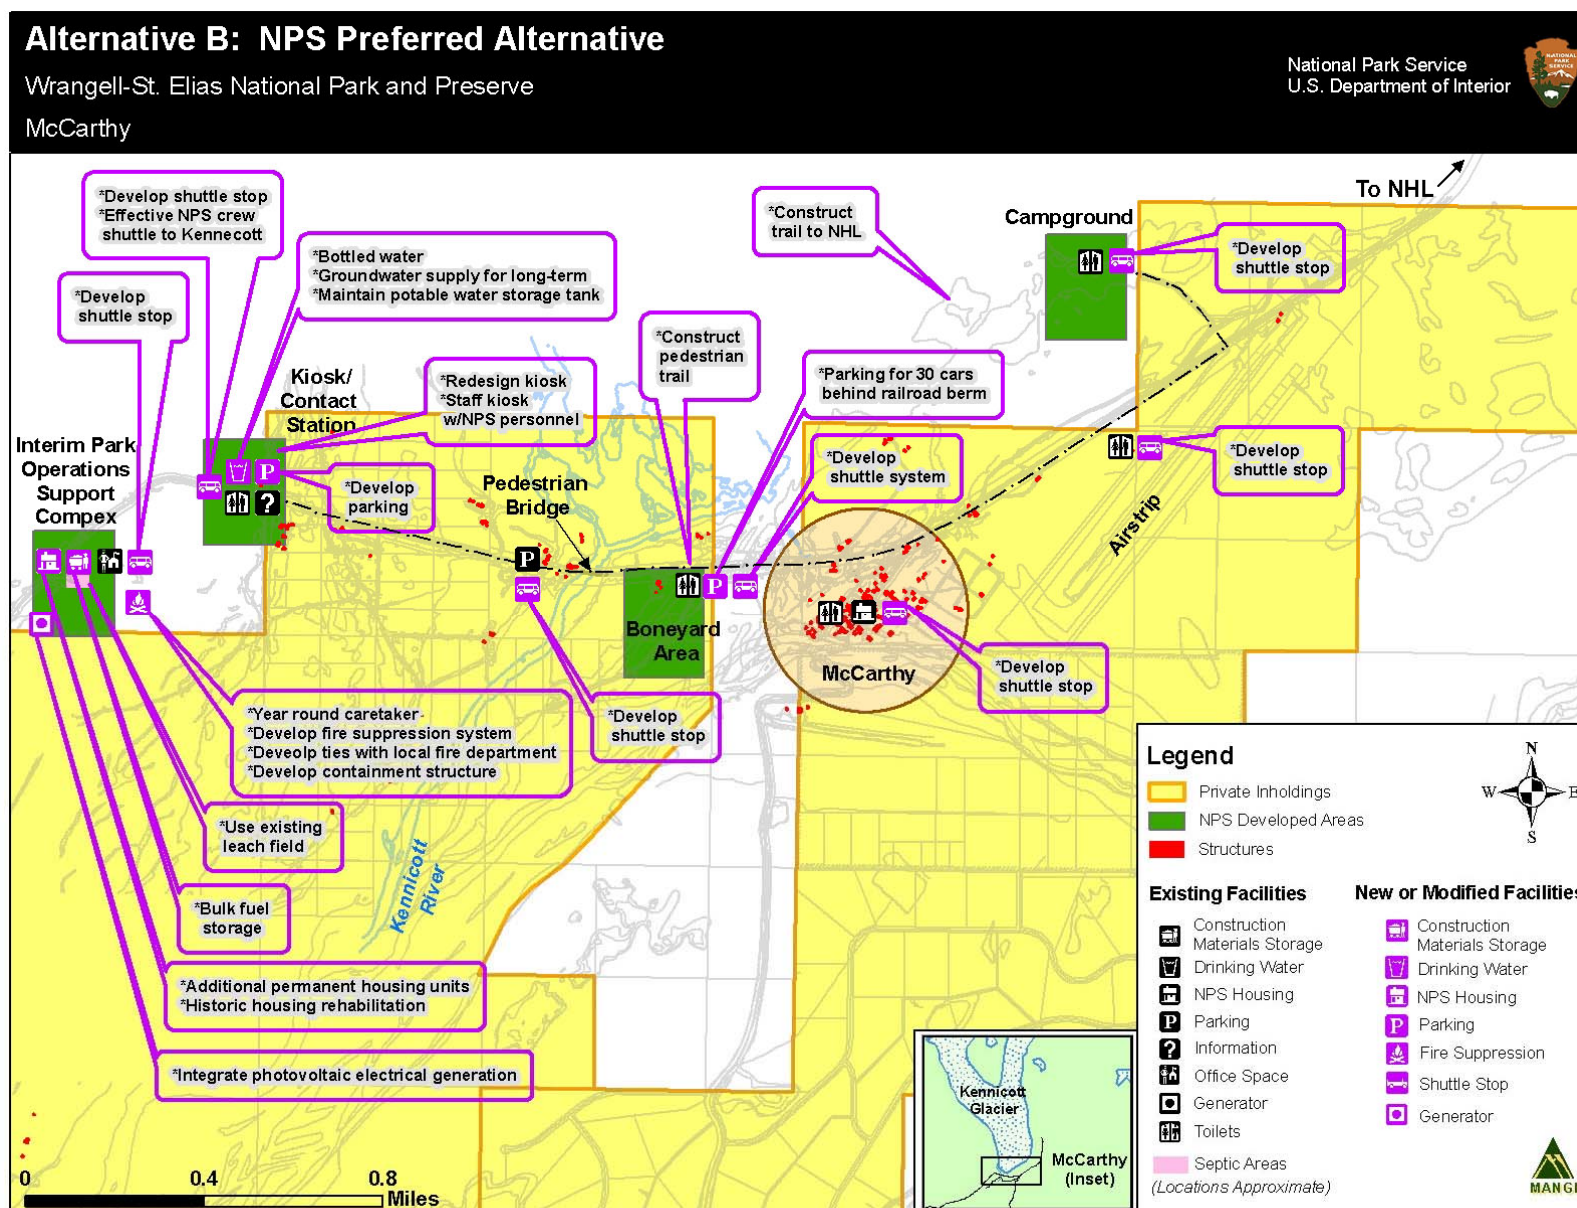 Alternative B:  NPS Preferred Alternative
Wrangell-St. Elias National Park and Preserve
McCarthy
National Park Service
U.S. Department of Interior
NATIONAL
PARK
SERVICE
To NHL
*Develop shuttle stop
*Effective NPS crew
shuttle to Kennecott
*Bottled water
*Groundwater supply for long-term
*Maintain potable water storage tank
*Construct
trail to NHL
Campground
*Develop
shuttle stop
*Develop
shuttle stop
*Construct
pedestrian
trail
*Parking for 30 cars
behind railroad berm
Kiosk/
Contact
Station
*Redesign kiosk
*Staff kiosk
w/NPS personnel
Interim Park
Operations
Support
Compex
*Develop
parking
Pedestrian
Bridge
*Develop
shuttle system
*Develop
shuttle stop
Airstrip
P
?
P
P
Boneyard
Area
McCarthy
*Develop
shuttle stop
*Year round caretaker
*Develop fire suppression system
*Deveolp ties with local fire department
*Develop containment structure
*Develop
shuttle stop
*Use existing
leach field
Kennicott
River
*Bulk fuel
storage
*Additional permanent housing units
*Historic housing rehabilitation
*Integrate photovoltaic electrical generation
0
0.4
0.8
Miles
Kennicott
Glacier
McCarthy
(Inset)
Legend
Private Inholdings
NPS Developed Areas
Structures
N
W
E
S
Existing Facilities
Construction
Materials Storage
Drinking Water
NPS Housing
P Parking
? Information
Office Space
Generator
Toilets
Septic Areas
(Locations Approximate)
New or Modified Facilities
Construction
Materials Storage
Drinking Water
NPS Housing
P Parking
Fire Suppression
Shuttle Stop
Generator
MANGI